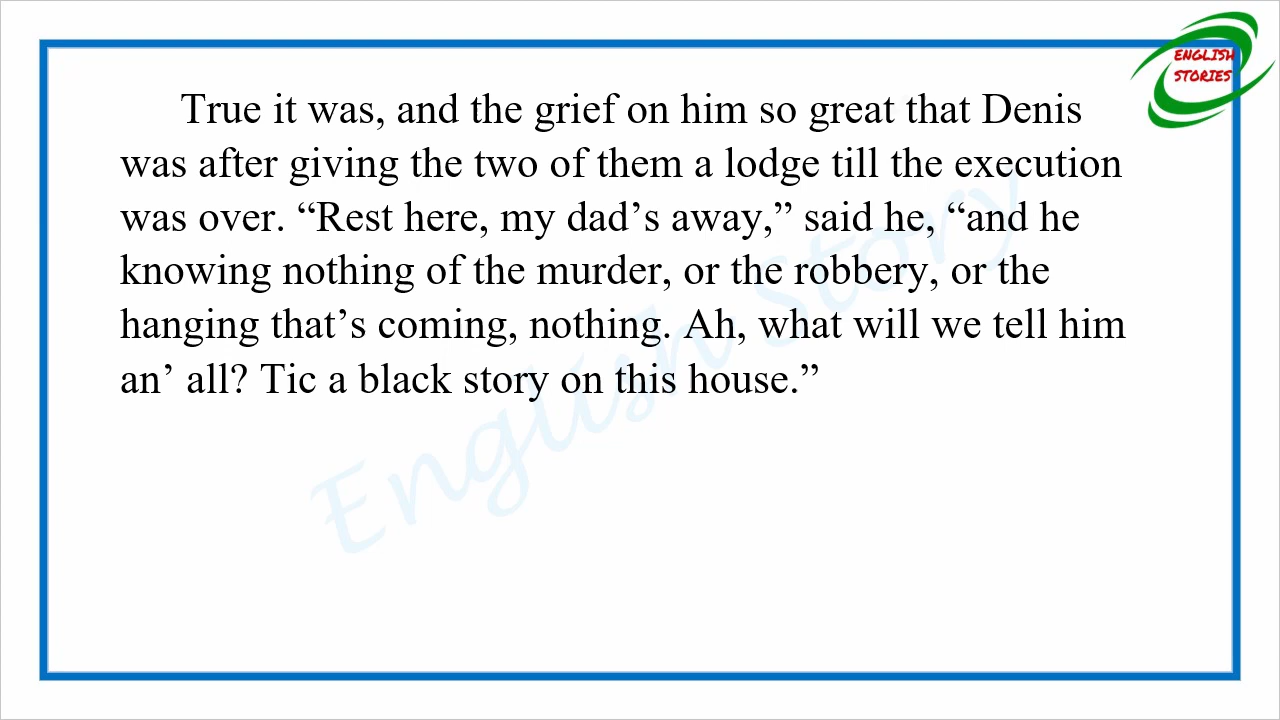 ENGLISH
STORIES
True it was, and the grief on him so great that Denis
was after giving the two of them a lodge till the execution
was over. “Rest here, my dad’s away,” said he, “and he
knowing nothing of the murder, or the robbery, or the
hanging that’s coming, nothing. Ah, what will we tell him
an’ all? Tic a black story on this house.”
English Story